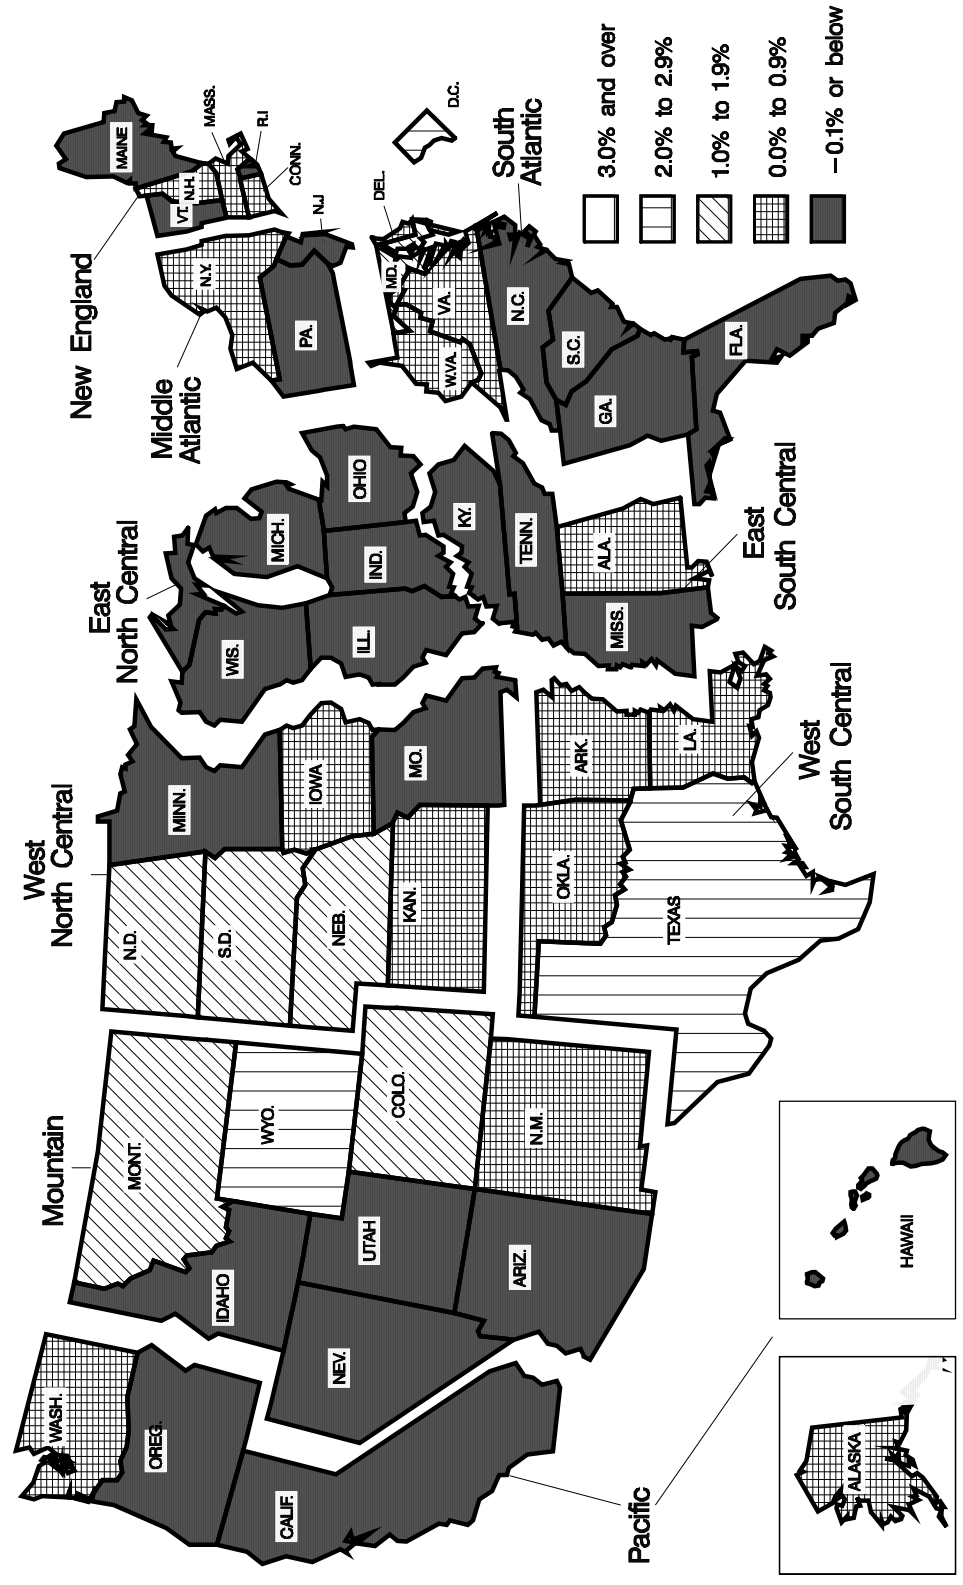 Pacific
Mountain
West
North Central
East
North Central
Middle
Atlantic
New England
West
South Central
East
South Central
South
Atlantic
WASH.
OREG.
CALIF.
NEV.
IDAHO
MONT.
WYO.
UTAH
COLO.
ARIZ.
N.M.
N.D.
S.D.
NEB.
KAN.
MINN.
IOWA
MO.
OKLA.
TEXAS
ARK.
LA.
WIS.
MICH.
ILL.
IND.
OHIO
KY.
TENN.
MISS.
ALA.
N.Y.
PA.
N.J
VT.
N.H.
MAINE
MASS.
R.I
CONN.
DEL.
MD.
D.C.
VA.
W.VA.
N.C.
S.C.
GA.
FLA.
ALASKA
HAWAII
3.0% and over
2.0% to 2.9%
1.0% to 1.9%
0.0% to 0.9%
−0.1% or below